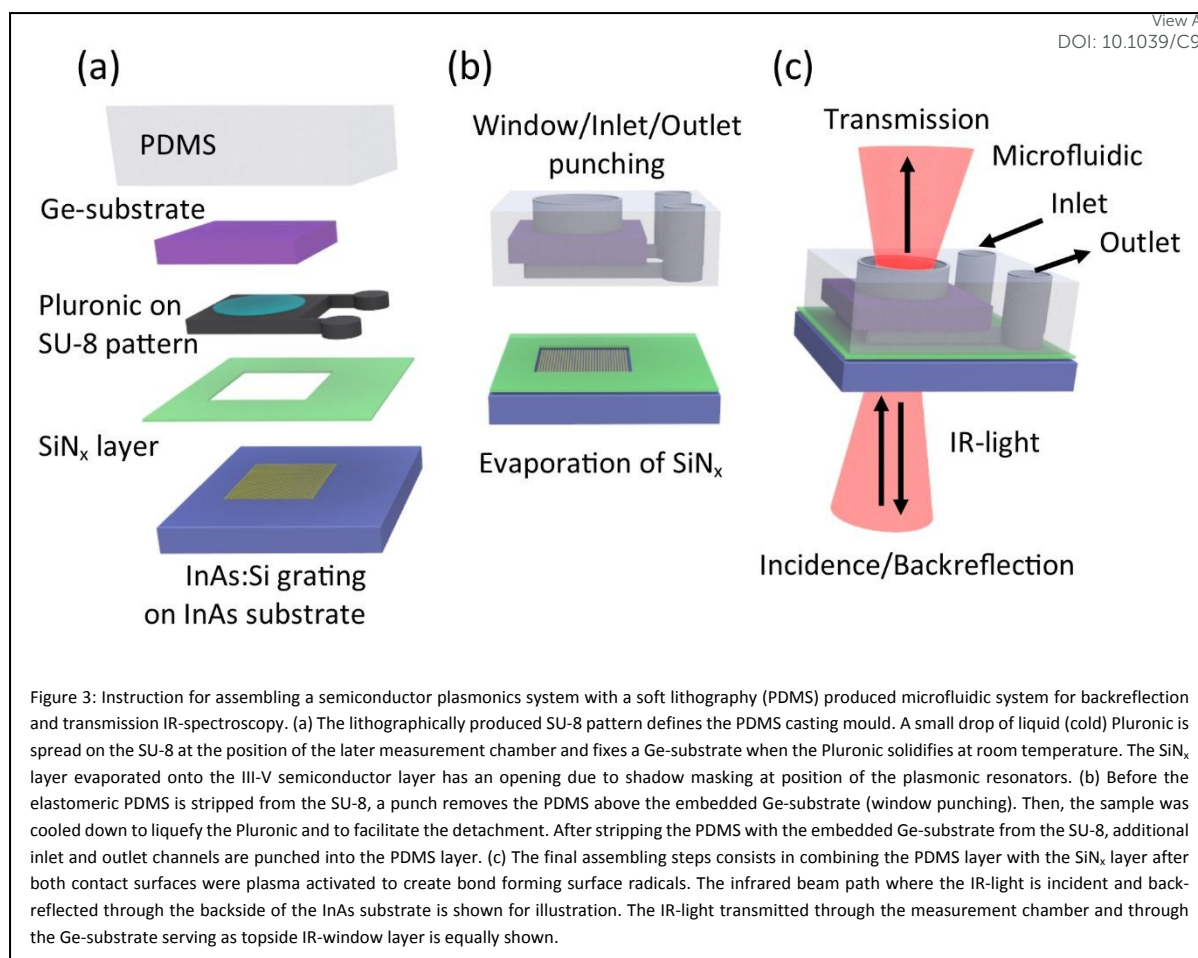 View A
DOI: 10.1039/C9
(a)
PDMS
Ge-substrate
Pluronic on
SU-8 pattern
SiNₓ layer
InAs:Si grating
on InAs substrate
(b)
Window/Inlet/Outlet
punching
Evaporation of SiNₓ
(c)
Transmission
Microfluidic
Inlet
Outlet
IR-light
Incidence/Backreflection
Figure 3: Instruction for assembling a semiconductor plasmonics system with a soft lithography (PDMS) produced microfluidic system for backreflection
and transmission IR-spectroscopy. (a) The lithographically produced SU-8 pattern defines the PDMS casting mould. A small drop of liquid (cold) Pluronic is
spread on the SU-8 at the position of the later measurement chamber and fixes a Ge-substrate when the Pluronic solidifies at room temperature. The SiNₓ
layer evaporated onto the III-V semiconductor layer has an opening due to shadow masking at position of the plasmonic resonators. (b) Before the
elastomeric PDMS is stripped from the SU-8, a punch removes the PDMS above the embedded Ge-substrate (window punching). Then, the sample was
cooled down to liquefy the Pluronic and to facilitate the detachment. After stripping the PDMS with the embedded Ge-substrate from the SU-8, additional
inlet and outlet channels are punched into the PDMS layer. (c) The final assembling steps consists in combining the PDMS layer with the SiNₓ layer after
both contact surfaces were plasma activated to create bond forming surface radicals. The infrared beam path where the IR-light is incident and back-
reflected through the backside of the InAs substrate is shown for illustration. The IR-light transmitted through the measurement chamber and through
the Ge-substrate serving as topside IR-window layer is equally shown.